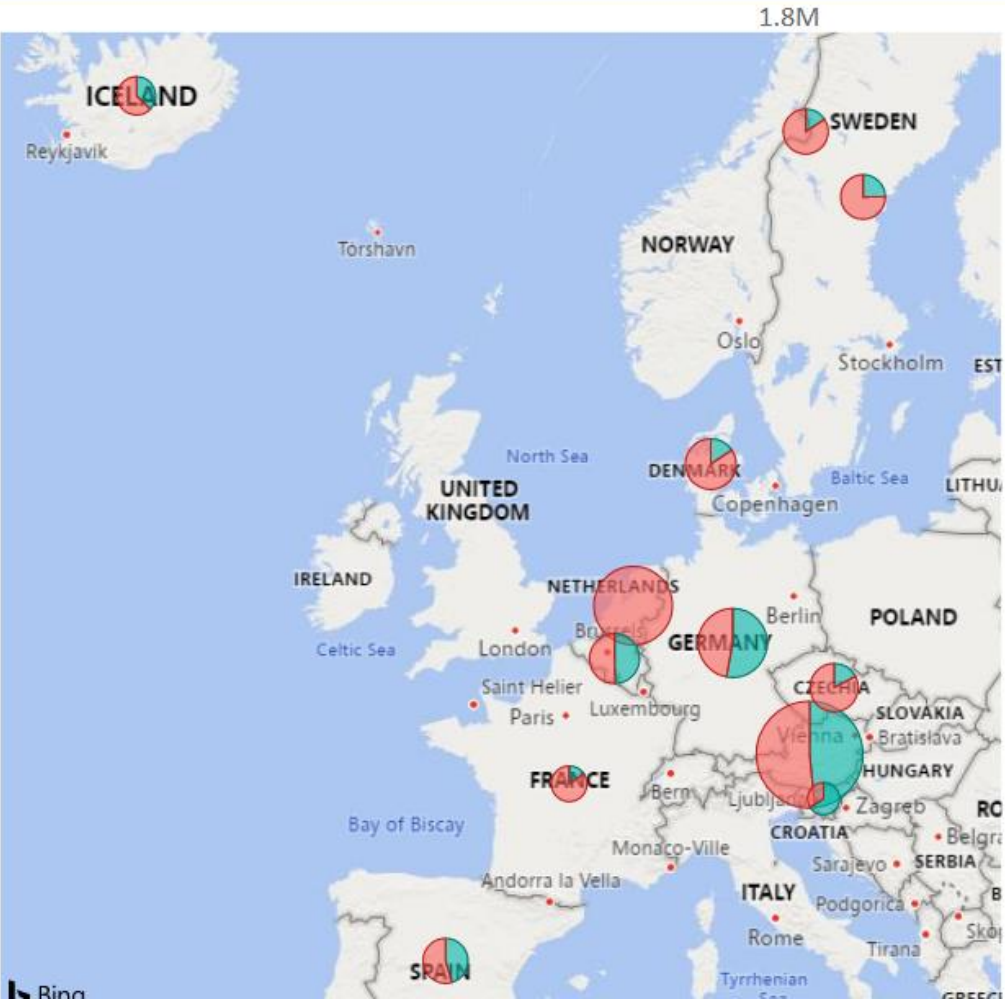 1.8M
ICELAND
Reykjavik
SWEDEN
Tórshavn
NORWAY
Oslo
Stockholm
EST
North Sea
DENMARK
Baltic Sea
LITHU
Copenhagen
UNITED
KINGDOM
IRELAND
NETHERLANDS
Berlin
POLAND
Celtic Sea
London
Brussels
GERMANY
Saint Helier
Luxembourg
CZECHIA
Paris
SLOVAKIA
Vienna
Bratislava
HUNGARY
FRANCE
Bern
Ljublja
Zagreb
RO
Bay of Biscay
CROATIA
Belgra
Monaco-Ville
Sarajevo
SERBIA
Andorra la Vella
ITALY
Podgorica
B
Rome
Skop
Tirana
SPAIN
Tyrrhenian
Sea
Bing
GREEC